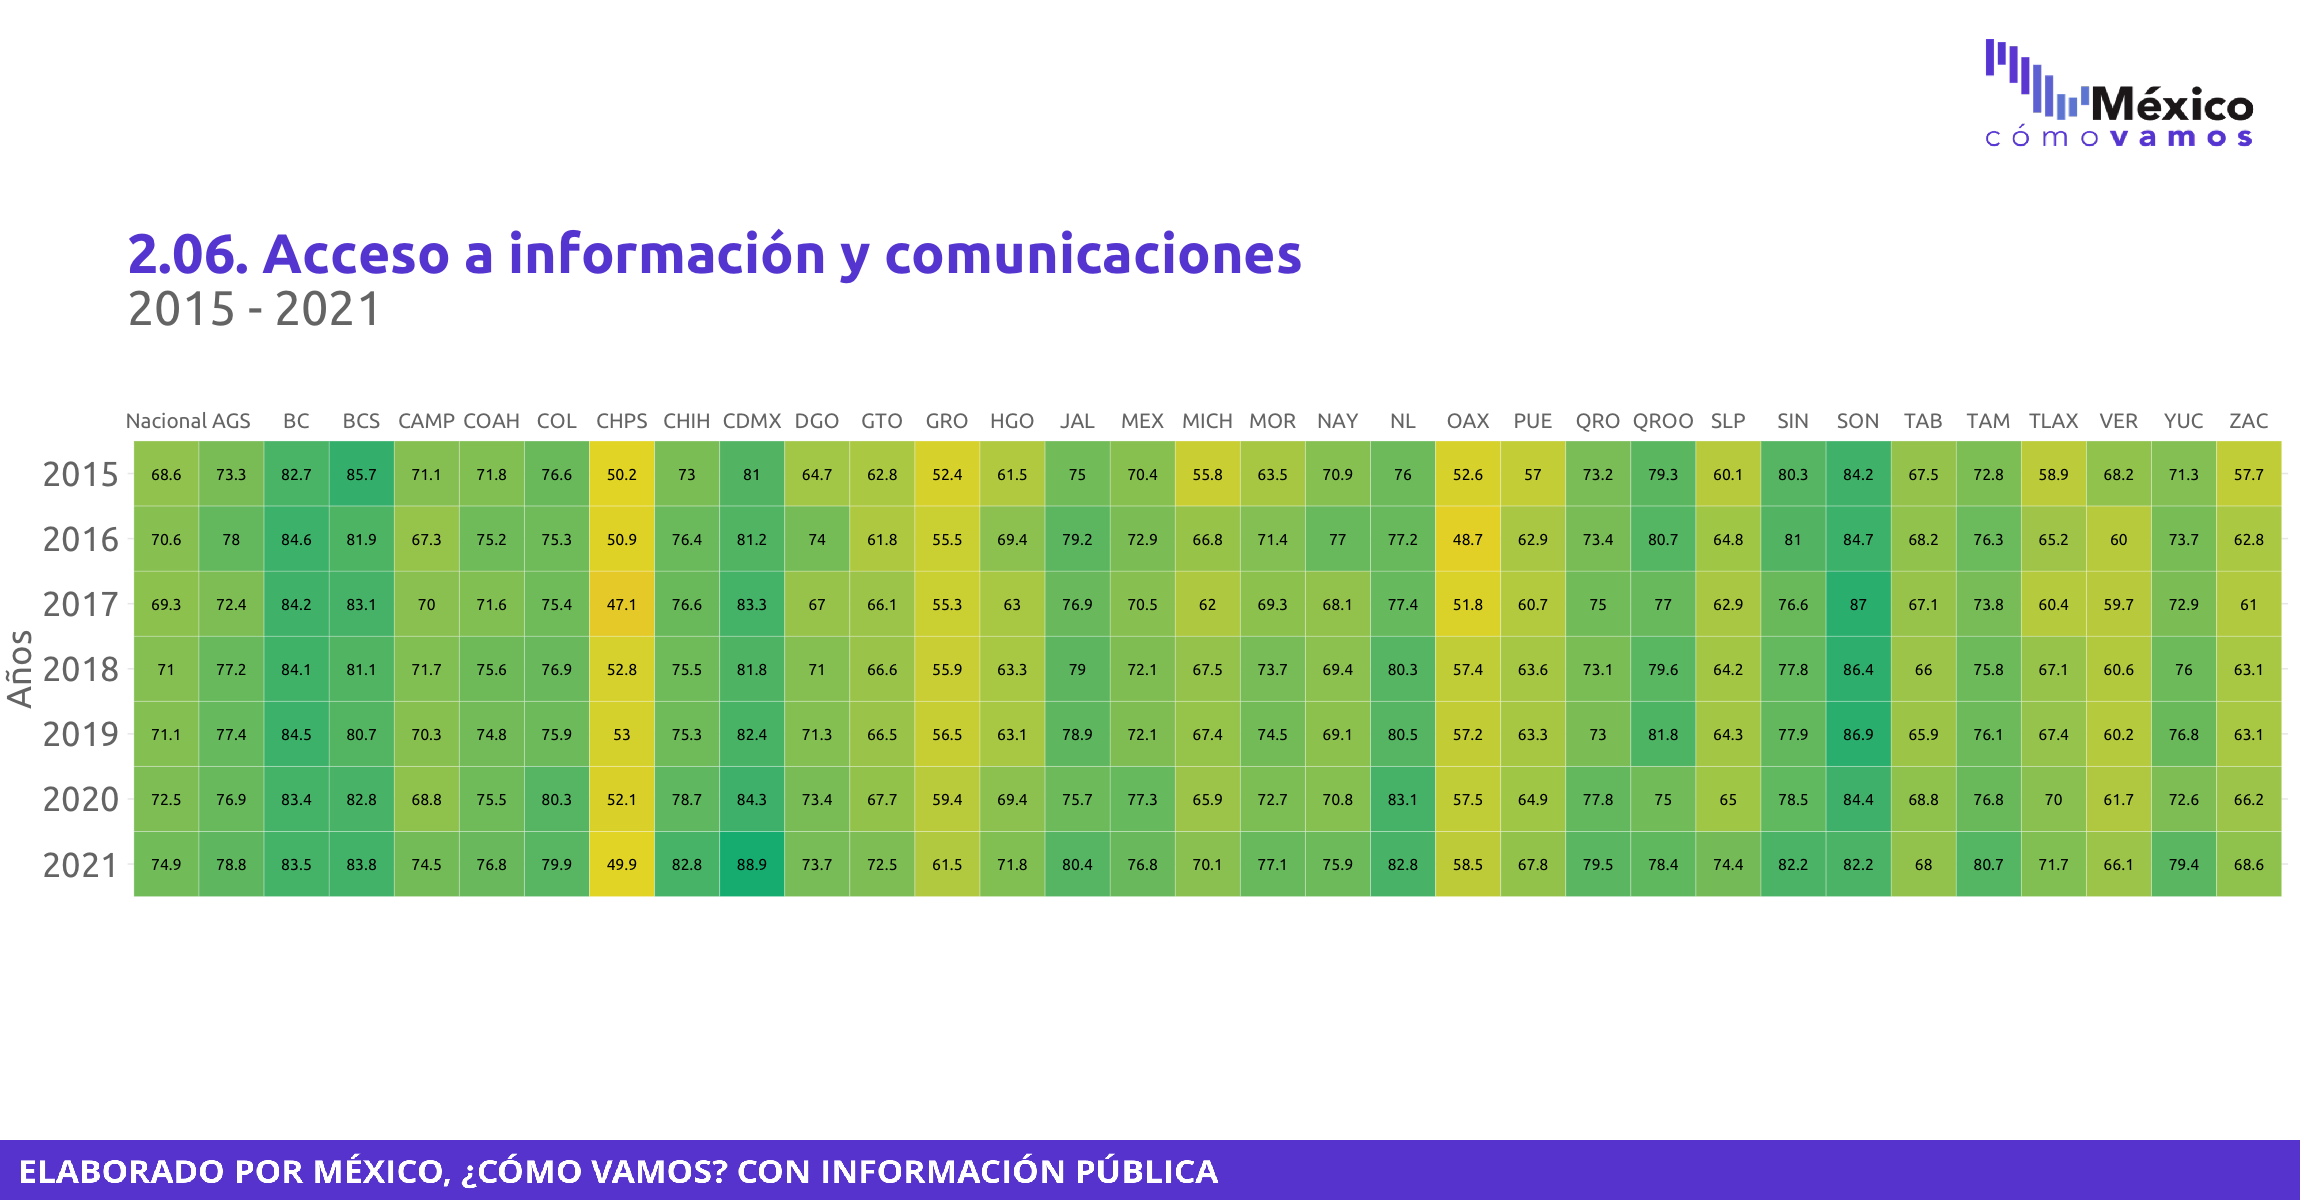 México
cómovamos
2.06. Acceso a información y comunicaciones
2015 - 2021
Nacional AGS BC BCS CAMP COAH COL CHPS CHIH CDMX DGO GTO GRO HGO JAL MEX MICH MOR NAY NL OAX PUE QRO QROO SLP SIN SON TAB TAM TLAX VER YUC ZAC
2015 68.6 73.3 82.7 85.7 71.1 71.8 76.6 50.2 73 81 64.7 62.8 52.4 61.5 75 70.4 55.8 63.5 70.9 76 52.6 57 73.2 79.3 60.1 80.3 84.2 67.5 72.8 58.9 68.2 71.3 57.7
2016 70.6 78 84.6 81.9 67.3 75.2 75.3 50.9 76.4 81.2 74 61.8 55.5 69.4 79.2 72.9 66.8 71.4 77 77.2 48.7 62.9 73.4 80.7 64.8 81 84.7 68.2 76.3 65.2 60 73.7 62.8
2017 69.3 72.4 84.2 83.1 70 71.6 75.4 47.1 76.6 83.3 67 66.1 55.3 63 76.9 70.5 62 69.3 68.1 77.4 51.8 60.7 75 77 62.9 76.6 87 67.1 73.8 60.4 59.7 72.9 61
Años
2018 71 77.2 84.1 81.1 71.7 75.6 76.9 52.8 75.5 81.8 71 66.6 55.9 63.3 79 72.1 67.5 73.7 69.4 80.3 57.4 63.6 73.1 79.6 64.2 77.8 86.4 66 75.8 67.1 60.6 76 63.1
2019 71.1 77.4 84.5 80.7 70.3 74.8 75.9 53 75.3 82.4 71.3 66.5 56.5 63.1 78.9 72.1 67.4 74.5 69.1 80.5 57.2 63.3 73 81.8 64.3 77.9 86.9 65.9 76.1 67.4 60.2 76.8 63.1
2020 72.5 76.9 83.4 82.8 68.8 75.5 80.3 52.1 78.7 84.3 73.4 67.7 59.4 69.4 75.7 77.3 65.9 72.7 70.8 83.1 57.5 64.9 77.8 75 65 78.5 84.4 68.8 76.8 70 61.7 72.6 66.2
2021 74.9 78.8 83.5 83.8 74.5 76.8 79.9 49.9 82.8 88.9 73.7 72.5 61.5 71.8 80.4 76.8 70.1 77.1 75.9 82.8 58.5 67.8 79.5 78.4 74.4 82.2 82.2 68 80.7 71.7 66.1 79.4 68.6
ELABORADO POR MÉXICO, ¿CÓMO VAMOS? CON INFORMACIÓN PÚBLICA